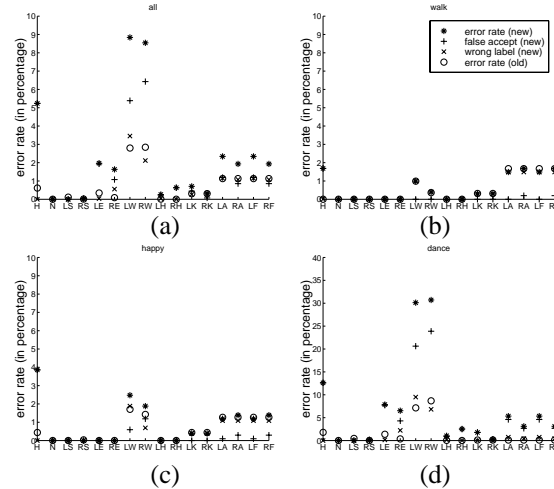 all
error rate (in percentage)
10
9
8
7
6
5
4
3
2
1
0
H N LS RS LE RE LW RW LH RH LK RK LA RA LF RF
(a)
walk
error rate (new)
false accept (new)
wrong label (new)
error rate (old)
error rate (in percentage)
10
9
8
7
6
5
4
3
2
1
0
H N LS RS LE RE LW RW LH RH LK RK LA RA LF
(b)
happy
error rate (in percentage)
10
9
8
7
6
5
4
3
2
1
0
H N LS RS LE RE LW RW LH RH LK RK LA RA LF RF
(c)
dance
error rate (in percentage)
40
35
30
25
20
15
10
5
0
H N LS RS LE RE LW RW LH RH LK RK LA RA LF
(d)